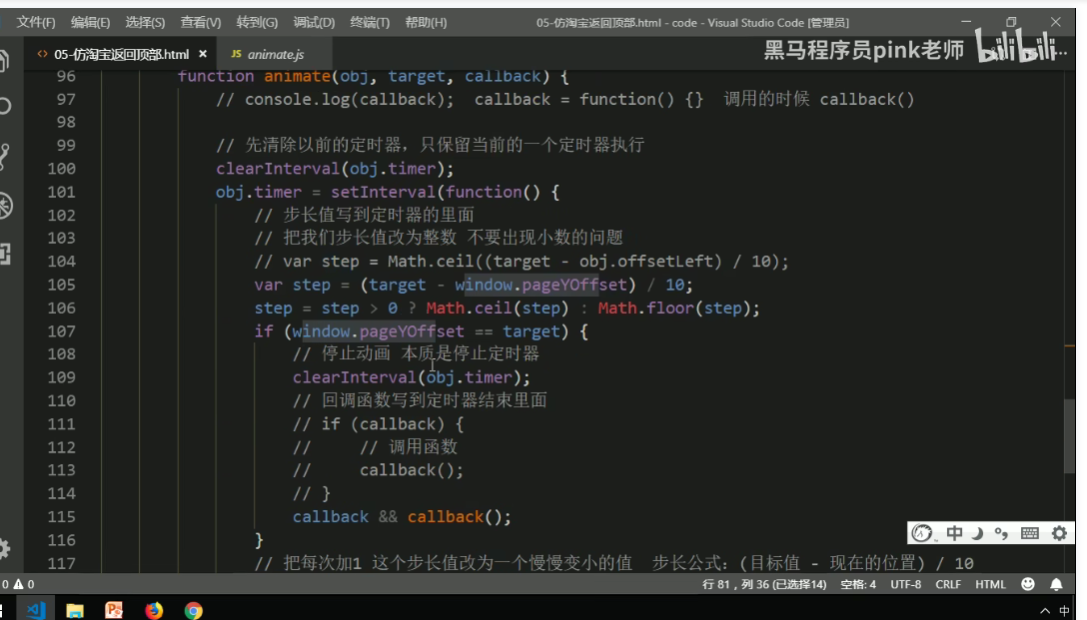 文件(F) 编辑(E) 选择(S) 查看(V) 转到(G) 调试(D) 终端(T) 帮助(H) 05-仿淘宝返回顶部.html - code - Visual Studio Code [管理员]
<> 05-仿淘宝返回顶部.html × JS animate.js
黑马程序员pink老师 bilibili
96 function animate(obj, target, callback) {
97 // console.log(callback); callback = function() {} 调用的时候 callback()
98
99 // 先清除以前的定时器，只保留当前的一个定时器执行
100 clearInterval(obj.timer);
101 obj.timer = setInterval(function() {
102 // 步长值写到定时器的里面
103 // 把我们步长值改为整数 不要出现小数的问题
104 // var step = Math.ceil((target - obj.offsetLeft) / 10);
105 var step = (target - window.pageYOffset) / 10;
106 step = step > 0 ? Math.ceil(step) : Math.floor(step);
107 if (window.pageYOffset == target) {
108 // 停止动画 本质是停止定时器
109 clearInterval(obj.timer);
110 // 回调函数写到定时器结束里面
111 // if (callback) {
112 // // 调用函数
113 // callback();
114 // }
115 callback && callback();
116 }
117 // 把每次加1 这个步长值改为一个慢慢变小的值 步长公式：(目标值 - 现在的位置) / 10
中
0 0 行 81，列 36 (已选择14) 空格: 4 UTF-8 CRLF HTML
中